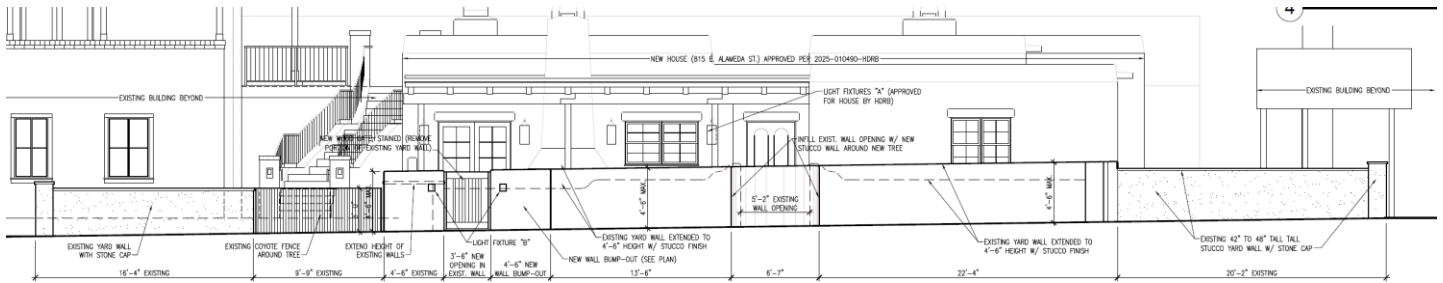 4
NEW HOUSE (815 E. ALAMEDA ST.) APPROVED PER 2025-010490-HDRB
EXISTING BUILDING BEYOND
LIGHT FIXTURES "A" (APPROVED
FOR HOUSE BY HDRB)
EXISTING BUILDING BEYOND
NEW WOOD STAINED (REMOVE
PORTION OF EXISTING YARD WALL)
INFILL EXIST. WALL OPENING W/ NEW
STUCCO WALL AROUND NEW TREE
4'-6" MAX.
4'-6" MAX.
4'-6" MAX.
5'-2" EXISTING
WALL OPENING
EXISTING YARD WALL
WITH STONE CAP
EXISTING COYOTE FENCE
AROUND TREE
EXTEND HEIGHT OF
EXISTING WALLS
LIGHT FIXTURE "B"
EXISTING YARD WALL EXTENDED TO
4'-6" HEIGHT W/ STUCCO FINISH
NEW WALL BUMP-OUT (SEE PLAN)
EXISTING YARD WALL EXTENDED TO
4'-6" HEIGHT W/ STUCCO FINISH
EXISTING 42" TO 48" TALL TALL
STUCCO YARD WALL W/ STONE CAP
16'-4" EXISTING
9'-9" EXISTING
4'-6" EXISTING
3'-6" NEW
OPENING IN
EXIST. WALL
4'-6" NEW
WALL BUMP-OUT
13'-6"
6'-7"
22'-4"
20'-2" EXISTING